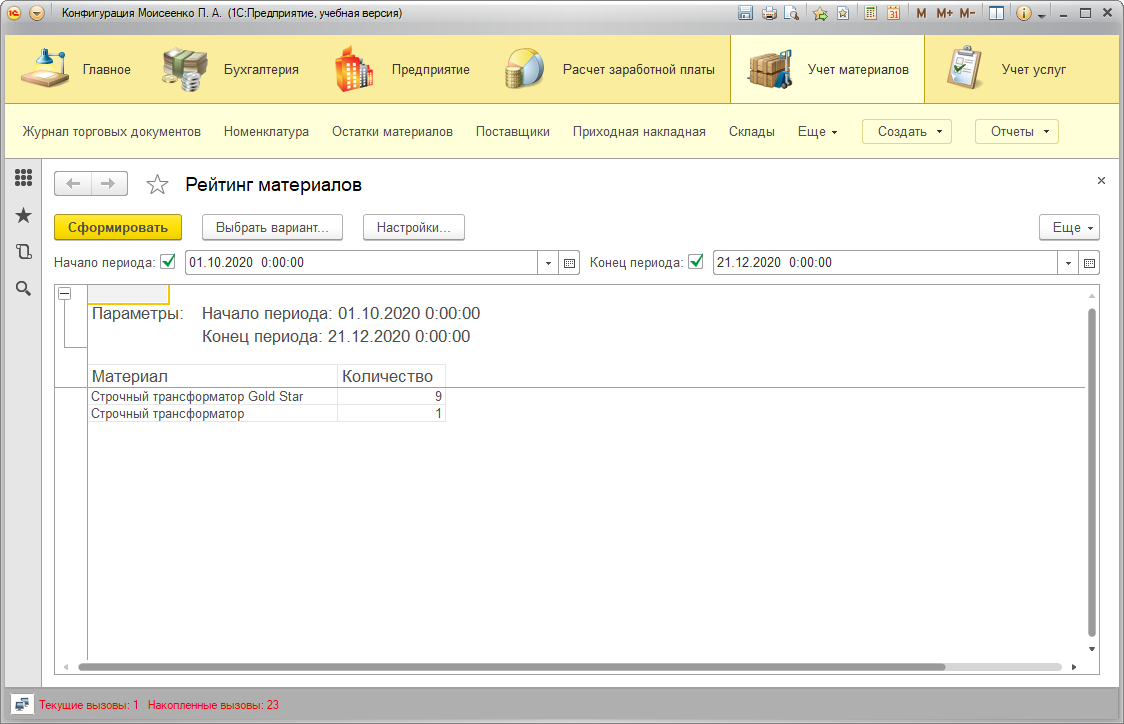 Конфигурация Моисеенко П. А. (1С:Предприятие, учебная версия)
M M+ M-
Главное Бухгалтерия Предприятие Расчет заработной платы Учет материалов Учет услуг
Журнал торговых документов Номенклатура Остатки материалов Поставщики Приходная накладная Склады Еще Создать Отчеты
Рейтинг материалов
Сформировать Выбрать вариант... Настройки... Еще
Начало периода: 01.10.2020 0:00:00 Конец периода: 21.12.2020 0:00:00
Параметры: Начало периода: 01.10.2020 0:00:00
Конец периода: 21.12.2020 0:00:00
Материал Количество
Строчный трансформатор Gold Star 9
Строчный трансформатор 1
Текущие вызовы: 1 Накопленные вызовы: 23